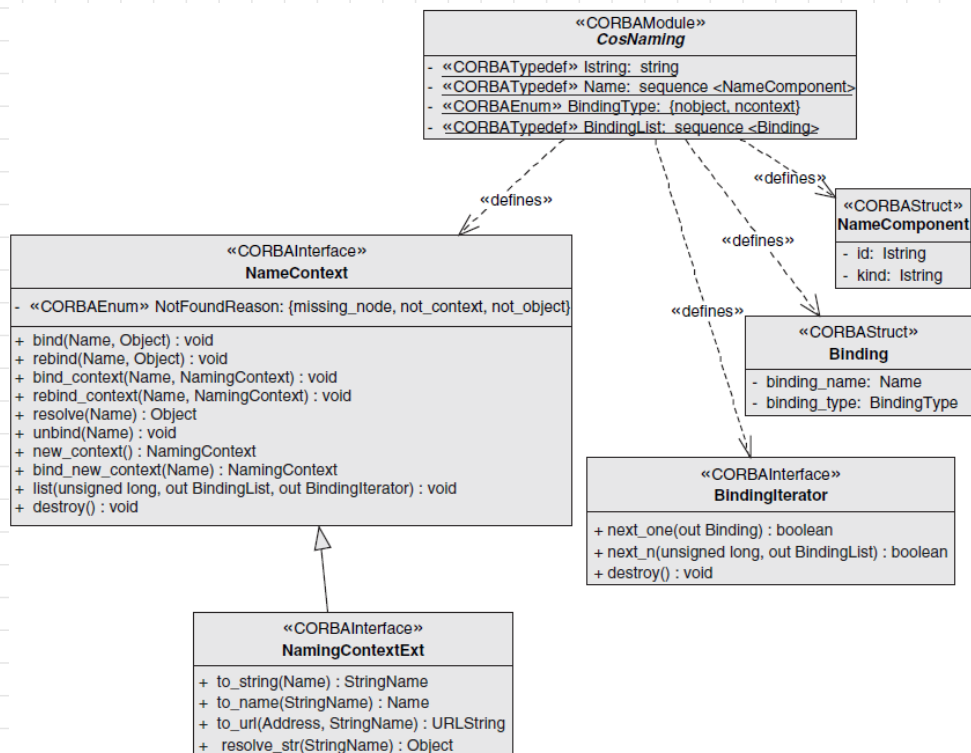 «CORBAModule»
CosNaming
- «CORBATypedef» Istring: string
- «CORBATypedef» Name: sequence <NameComponent>
- «CORBAEnum» BindingType: {nobject, ncontext}
- «CORBATypedef» BindingList: sequence <Binding>
«defines»
«defines»
«defines»
«defines»
«CORBAStruct»
NameComponent
- id: Istring
- kind: Istring
«CORBAInterface»
NameContext
- «CORBAEnum» NotFoundReason: {missing_node, not_context, not_object}
+ bind(Name, Object) : void
+ rebind(Name, Object) : void
+ bind_context(Name, NamingContext) : void
+ rebind_context(Name, NamingContext) : void
+ resolve(Name) : Object
+ unbind(Name) : void
+ new_context() : NamingContext
+ bind_new_context(Name) : NamingContext
+ list(unsigned long, out BindingList, out BindingIterator) : void
+ destroy() : void
«CORBAStruct»
Binding
- binding_name: Name
- binding_type: BindingType
«CORBAInterface»
BindingIterator
+ next_one(out Binding) : boolean
+ next_n(unsigned long, out BindingList) : boolean
+ destroy() : void
«CORBAInterface»
NamingContextExt
+ to_string(Name) : StringName
+ to_name(StringName) : Name
+ to_url(Address, StringName) : URLString
+ resolve_str(StringName) : Object